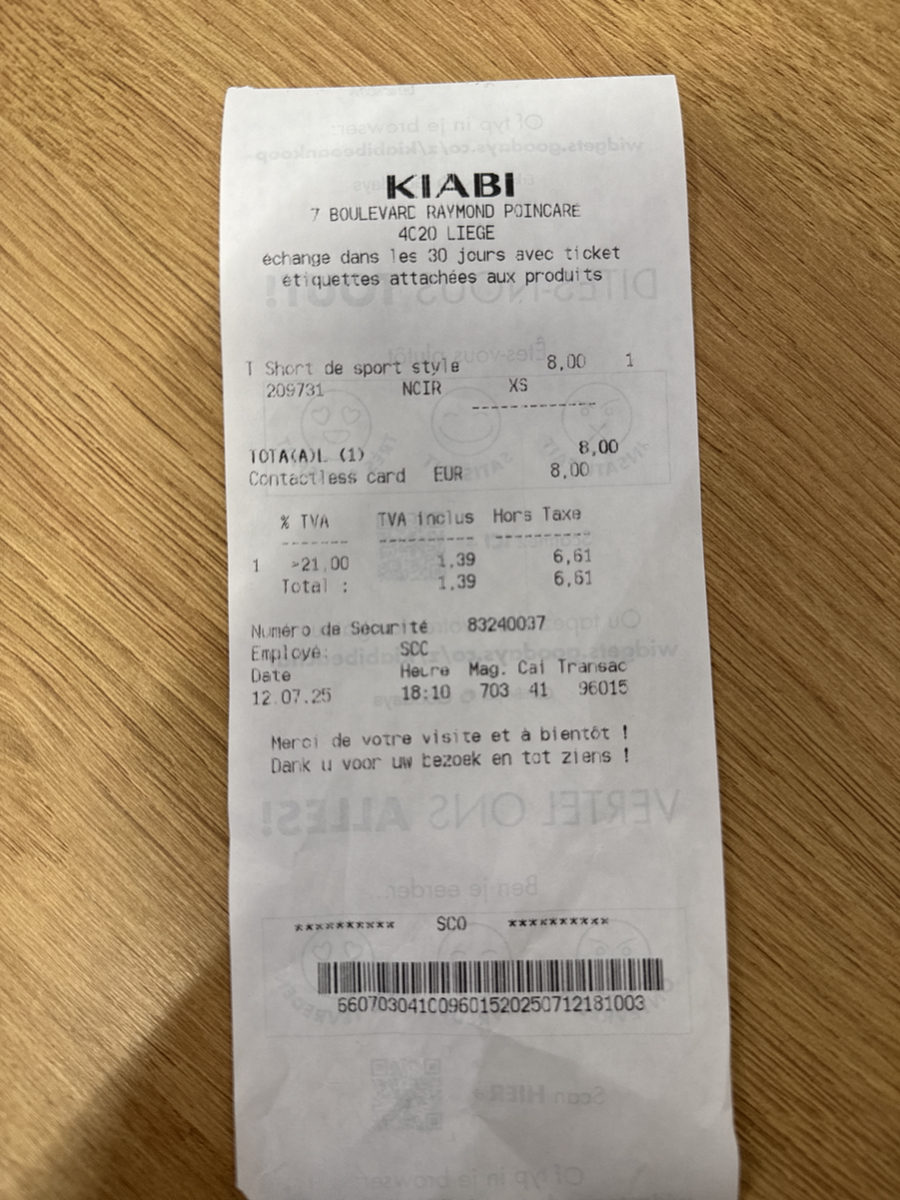 KIABI
7 BOULEVARD RAYMOND POINCARE
4020 LIEGE
échange dans les 30 jours avec ticket
étiquettes attachées aux produits
T Short de sport style 8,00 1
209731 NOIR XS
TOTA(A)L (1) 8,00
Contactless card EUR 8,00
% TVA TVA inclus Hors Taxe
1 >21,00 1,39 6,61
Total : 1,39 6,61
Numéro de Sécurité 83240037
Employé: SCO
Date Heure Mag. Cai Transac
12.07.25 18:10 703 41 96015
Merci de votre visite et à bientôt !
Dank u voor uw bezoek en tot ziens !
********** SCO **********
660703041009601520250712181003